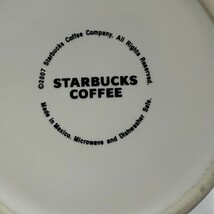 ©2007 Starbucks Coffee Company. All Rights Reserved.
STARBUCKS
COFFEE
Made in Mexico. Microwave and Dishwasher Safe.